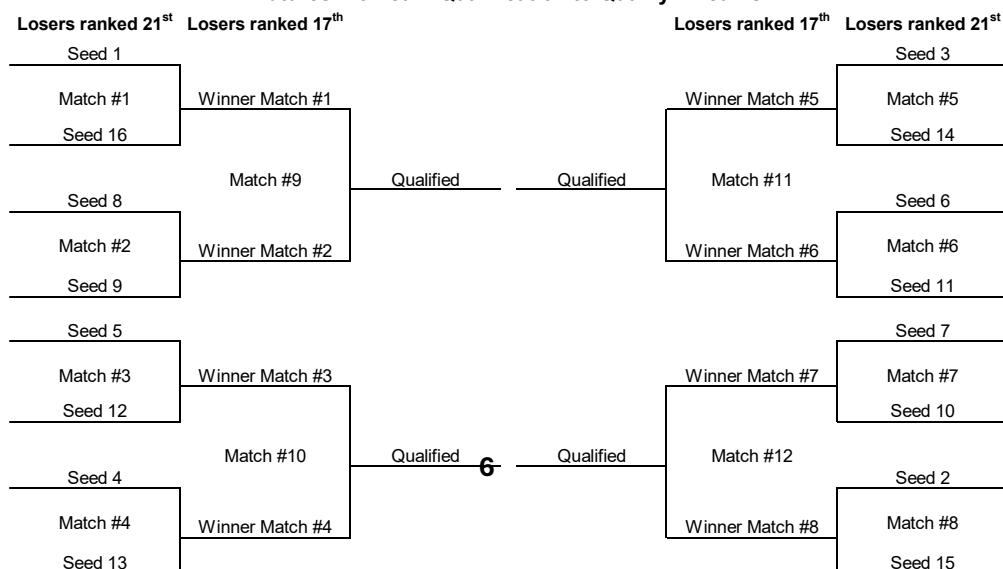 Losers ranked 21st Losers ranked 17th Losers ranked 17th Losers ranked 21st
Seed 1 Seed 3
Match #1 Winner Match #1 Winner Match #5 Match #5
Seed 16 Seed 14
Match #9 Qualified Qualified Match #11
Seed 8 Seed 6
Match #2 Winner Match #2 Winner Match #6 Match #6
Seed 9 Seed 11
Seed 5 Seed 7
Match #3 Winner Match #3 Winner Match #7 Match #7
Seed 12 Seed 10
Match #10 Qualified 6 Qualified Match #12
Seed 4 Seed 2
Match #4 Winner Match #4 Winner Match #8 Match #8
Seed 13 Seed 15